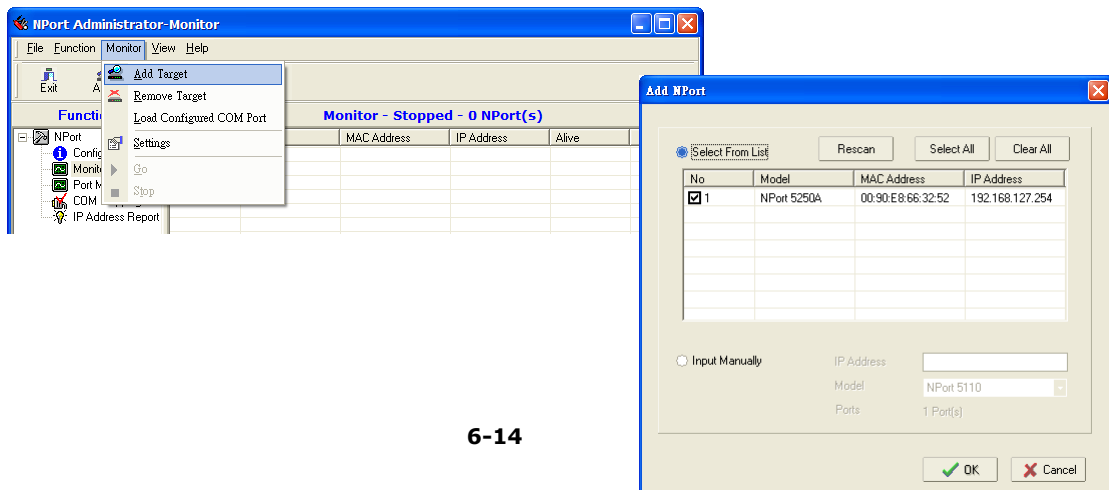 NPort Administrator-Monitor
File Function Monitor View Help
Exit
Add Target
Remove Target
Load Configured COM Port
Settings
Go
Stop
Monitor - Stopped - 0 NPort(s)
MAC Address IP Address Alive
NPort
IP Address Report
COM
Add NPort
Select From List Rescan Select All Clear All
No Model MAC Address IP Address
1 NPort 5250A 00:90:E8:66:32:52 192.168.127.254
Input Manually IP Address
Model NPort 5110
Ports 1 Port(s)
OK Cancel
6-14